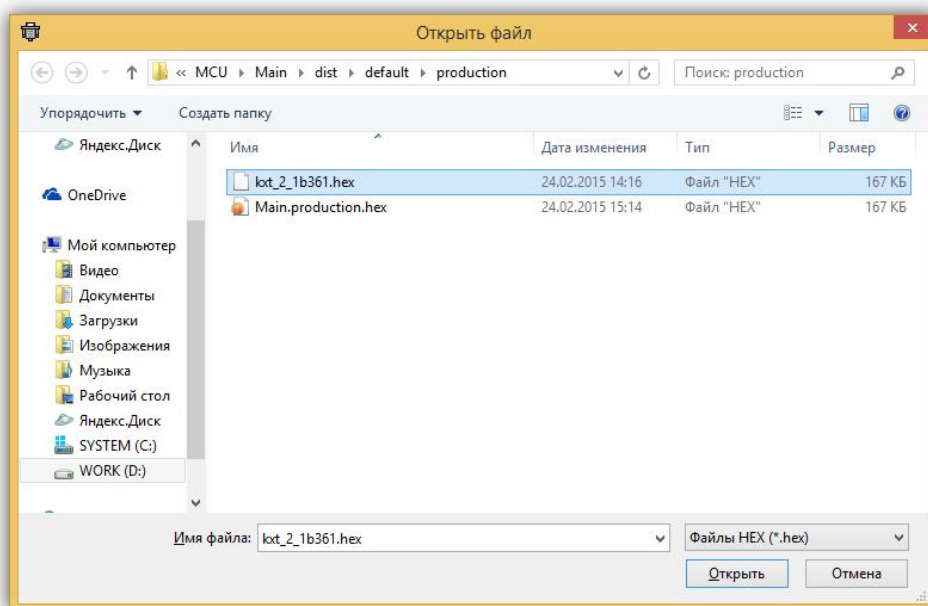 Открыть файл
« MCU ▸ Main ▸ dist ▸ default ▸ production
Поиск: production
Упорядочить
Создать папку
Яндекс.Диск
OneDrive
Мой компьютер
Видео
Документы
Загрузки
Изображения
Музыка
Рабочий стол
Яндекс.Диск
SYSTEM (C:)
WORK (D:)
Имя Дата изменения Тип Размер
kxt_2_1b361.hex 24.02.2015 14:16 Файл "HEX" 167 КБ
Main.production.hex 24.02.2015 15:14 Файл "HEX" 167 КБ
Имя файла: kxt_2_1b361.hex
Файлы HEX (*.hex)
Открыть
Отмена